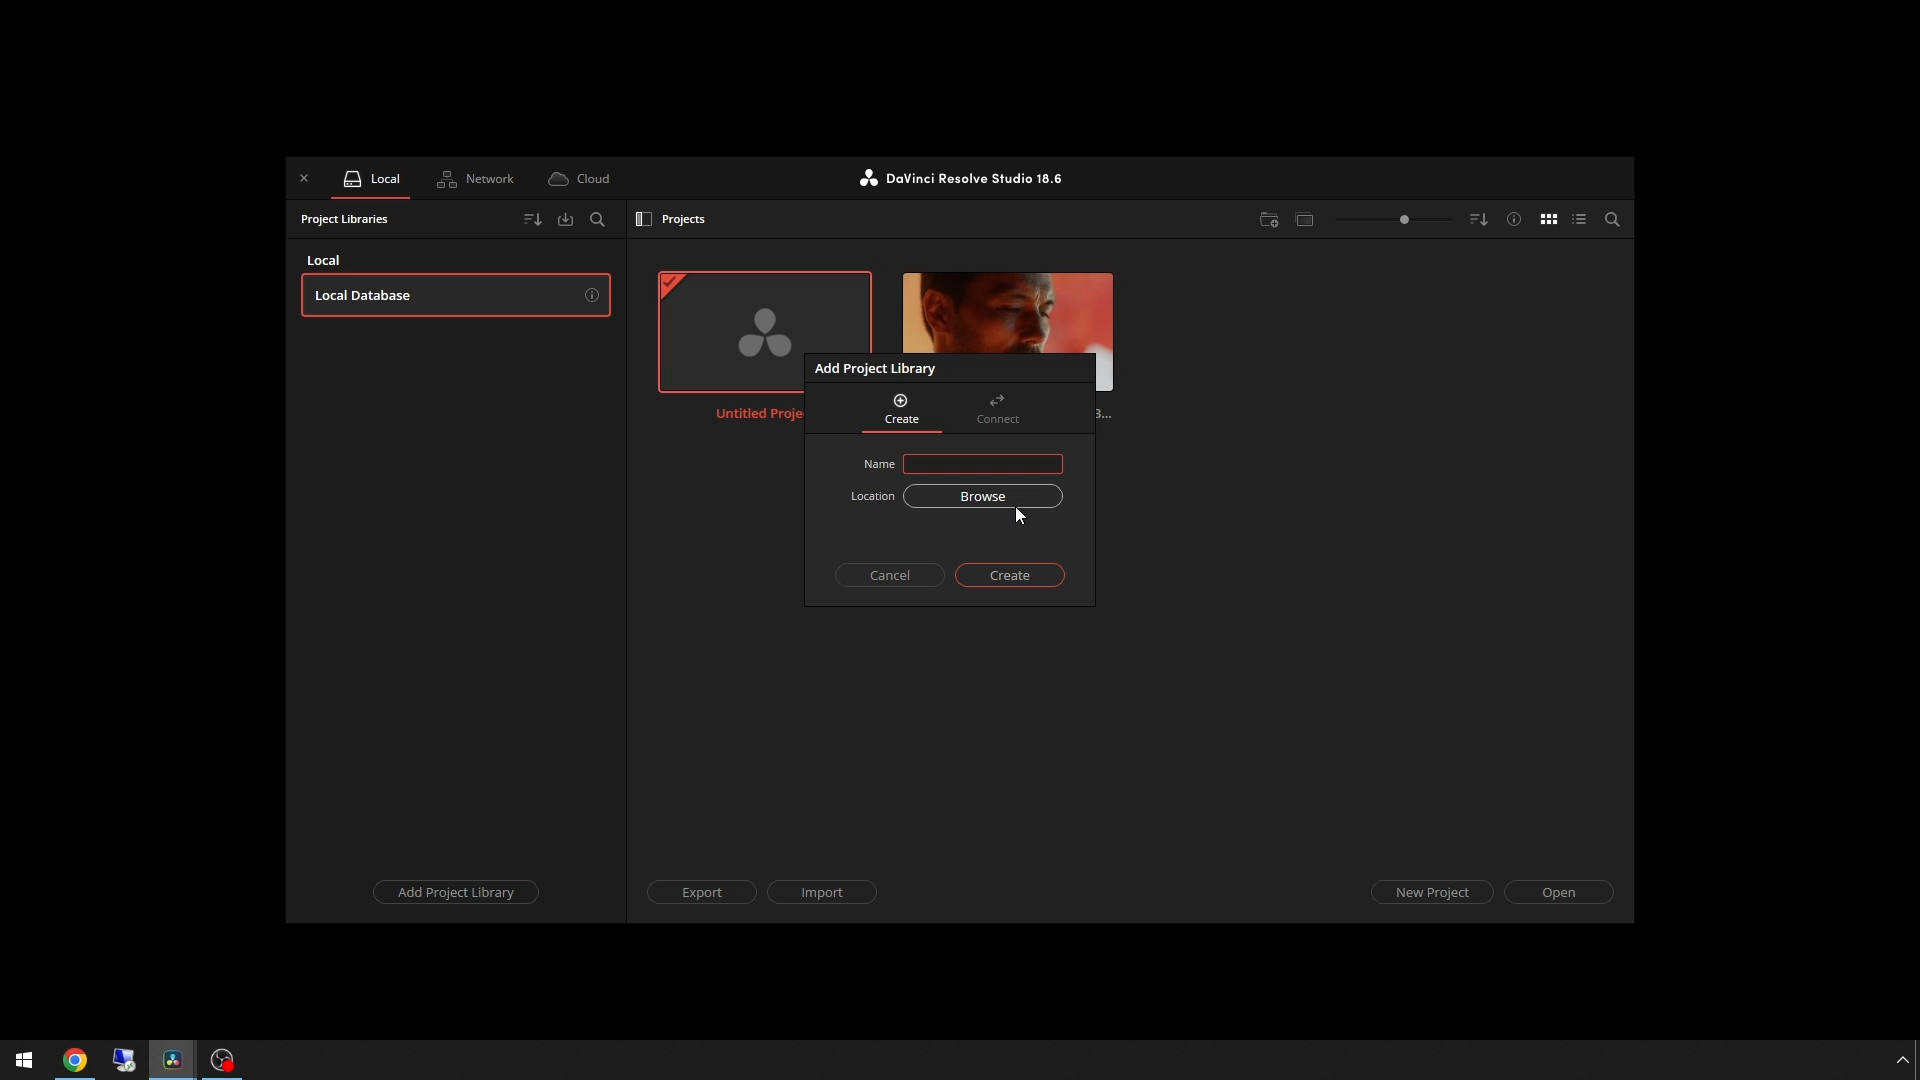 Local
Network
Cloud
DaVinci Resolve Studio 18.6
Project Libraries
Projects
Local
Local Database
Untitled Proje
3...
Add Project Library
Create
Connect
Name
Location
Browse
Cancel
Create
Add Project Library
Export
Import
New Project
Open